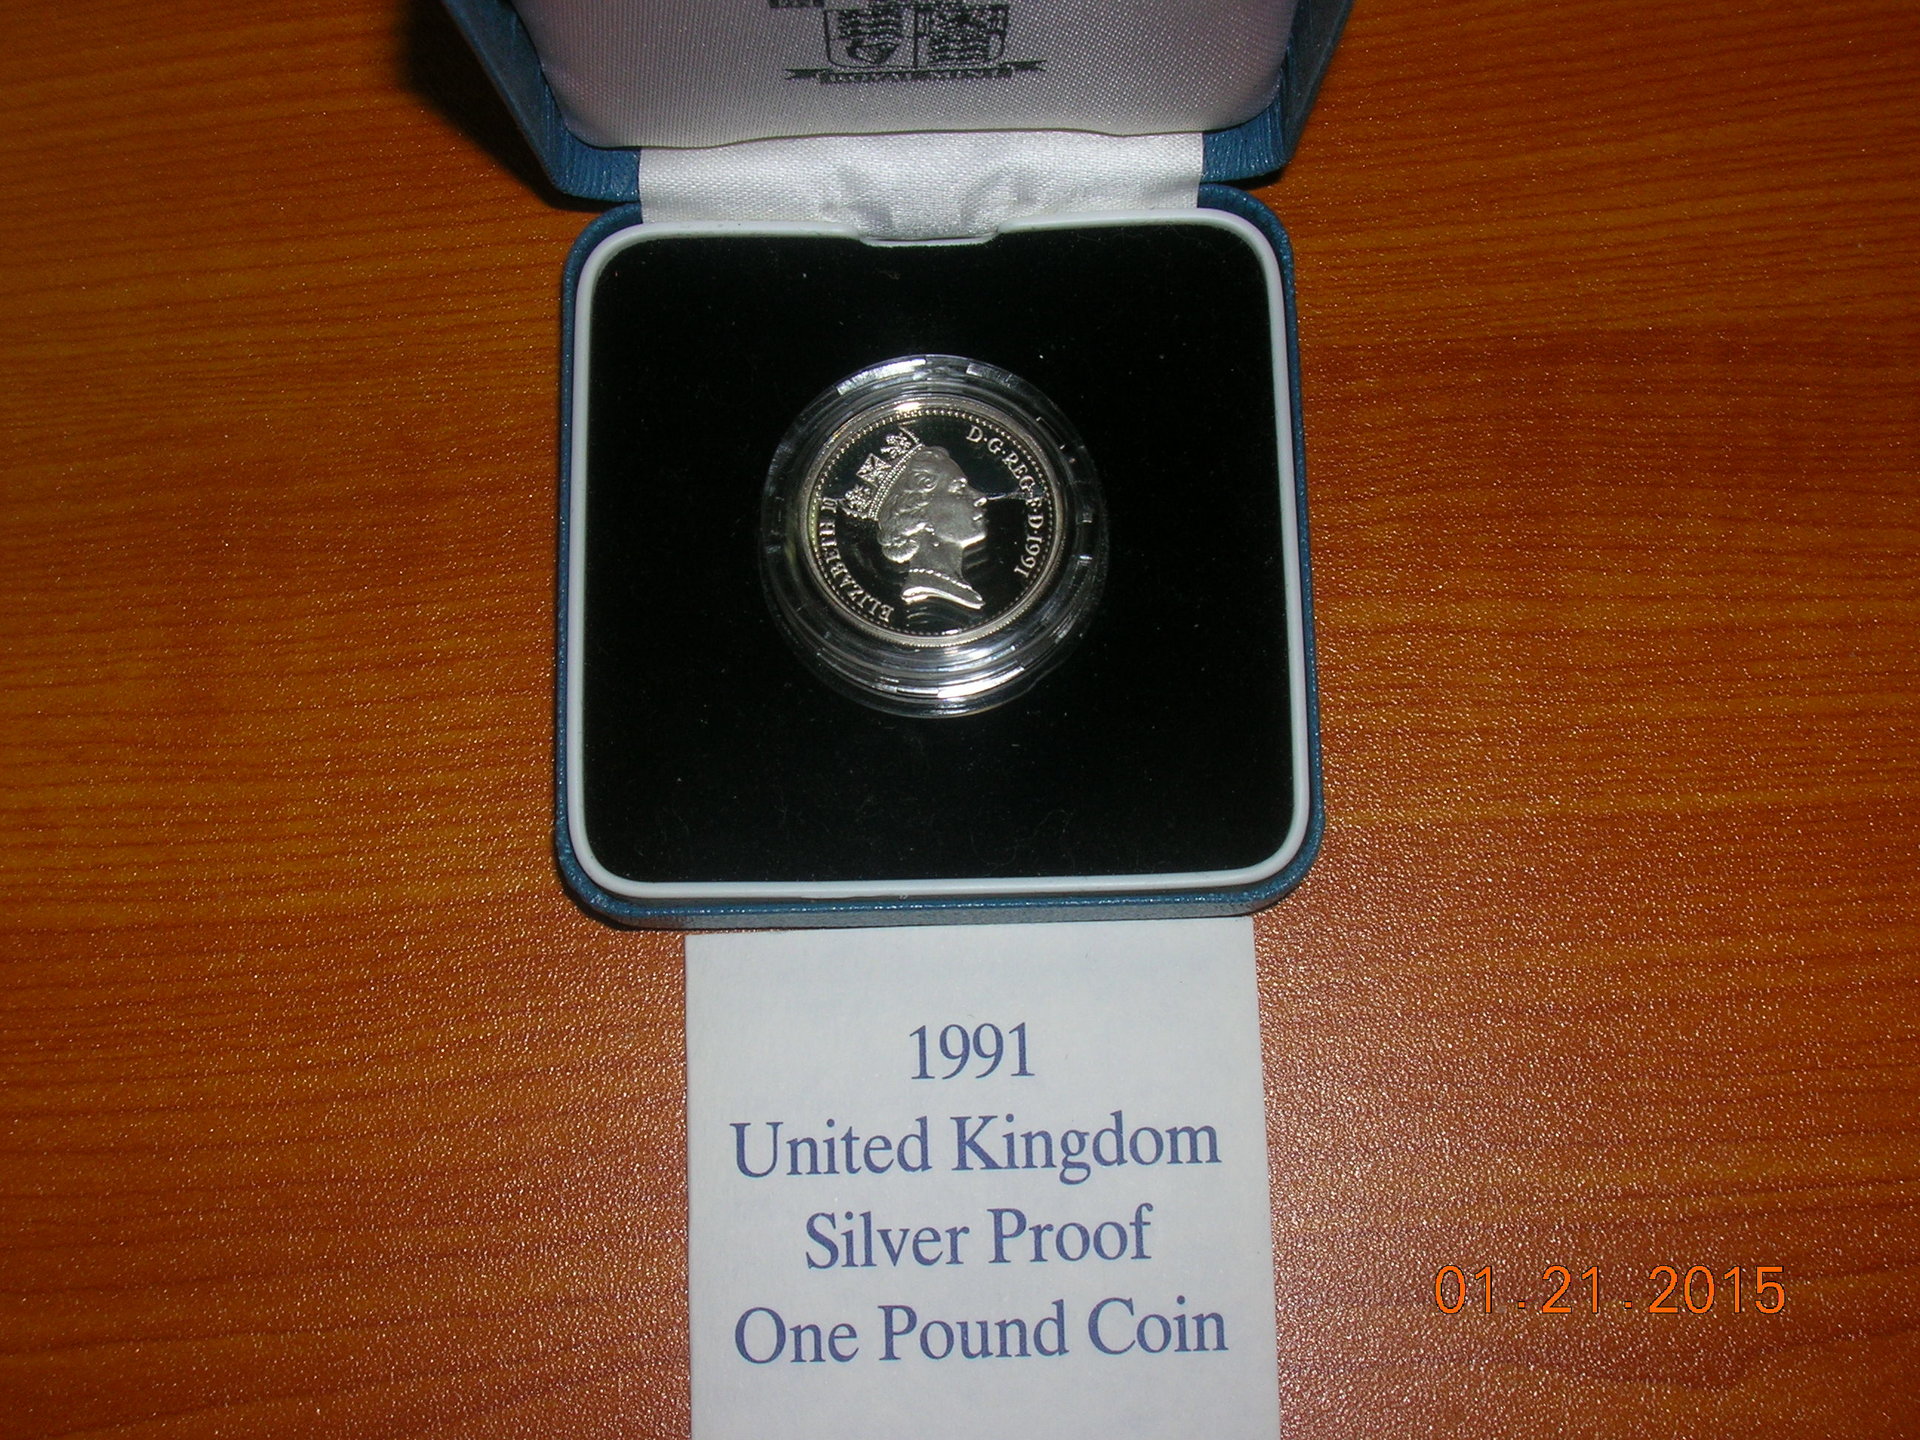 ELIZABETH II
D·G·REG·F·D·1991
1991
United Kingdom
Silver Proof
One Pound Coin
01.21.2015